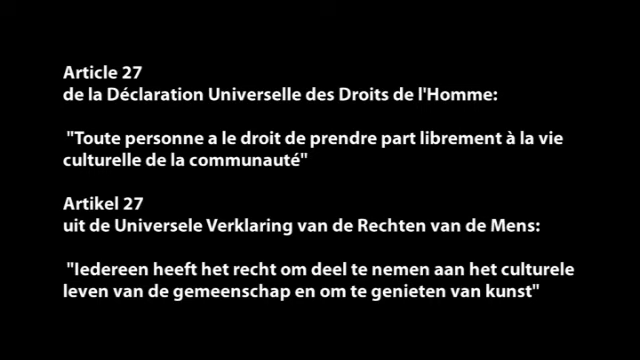 Article 27
de la Déclaration Universelle des Droits de l'Homme:
"Toute personne a le droit de prendre part librement à la vie
culturelle de la communauté"
Artikel 27
uit de Universele Verklaring van de Rechten van de Mens:
"Iedereen heeft het recht om deel te nemen aan het culturele
leven van de gemeenschap en om te genieten van kunst"